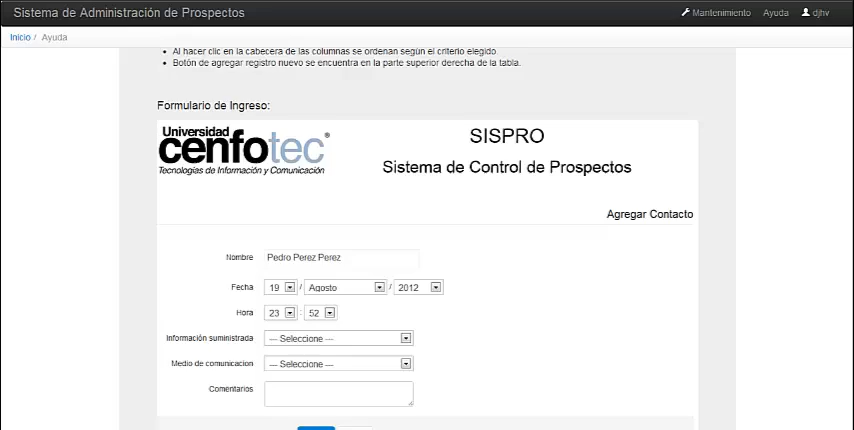 Sistema de Administración de Prospectos
Mantenimiento Ayuda djhv
Inicio / Ayuda
Al hacer clic en la cabecera de las columnas se ordenan según el criterio elegido
Botón de agregar registro nuevo se encuentra en la parte superior derecha de la tabla.
Formulario de Ingreso:
Universidad
cenfotec®
Tecnologías de Información y Comunicación
SISPRO
Sistema de Control de Prospectos
Agregar Contacto
Nombre Pedro Perez Perez
Fecha 19 / Agosto / 2012
Hora 23 : 52
Información suministrada --- Seleccione ---
Medio de comunicacion --- Seleccione ---
Comentarios